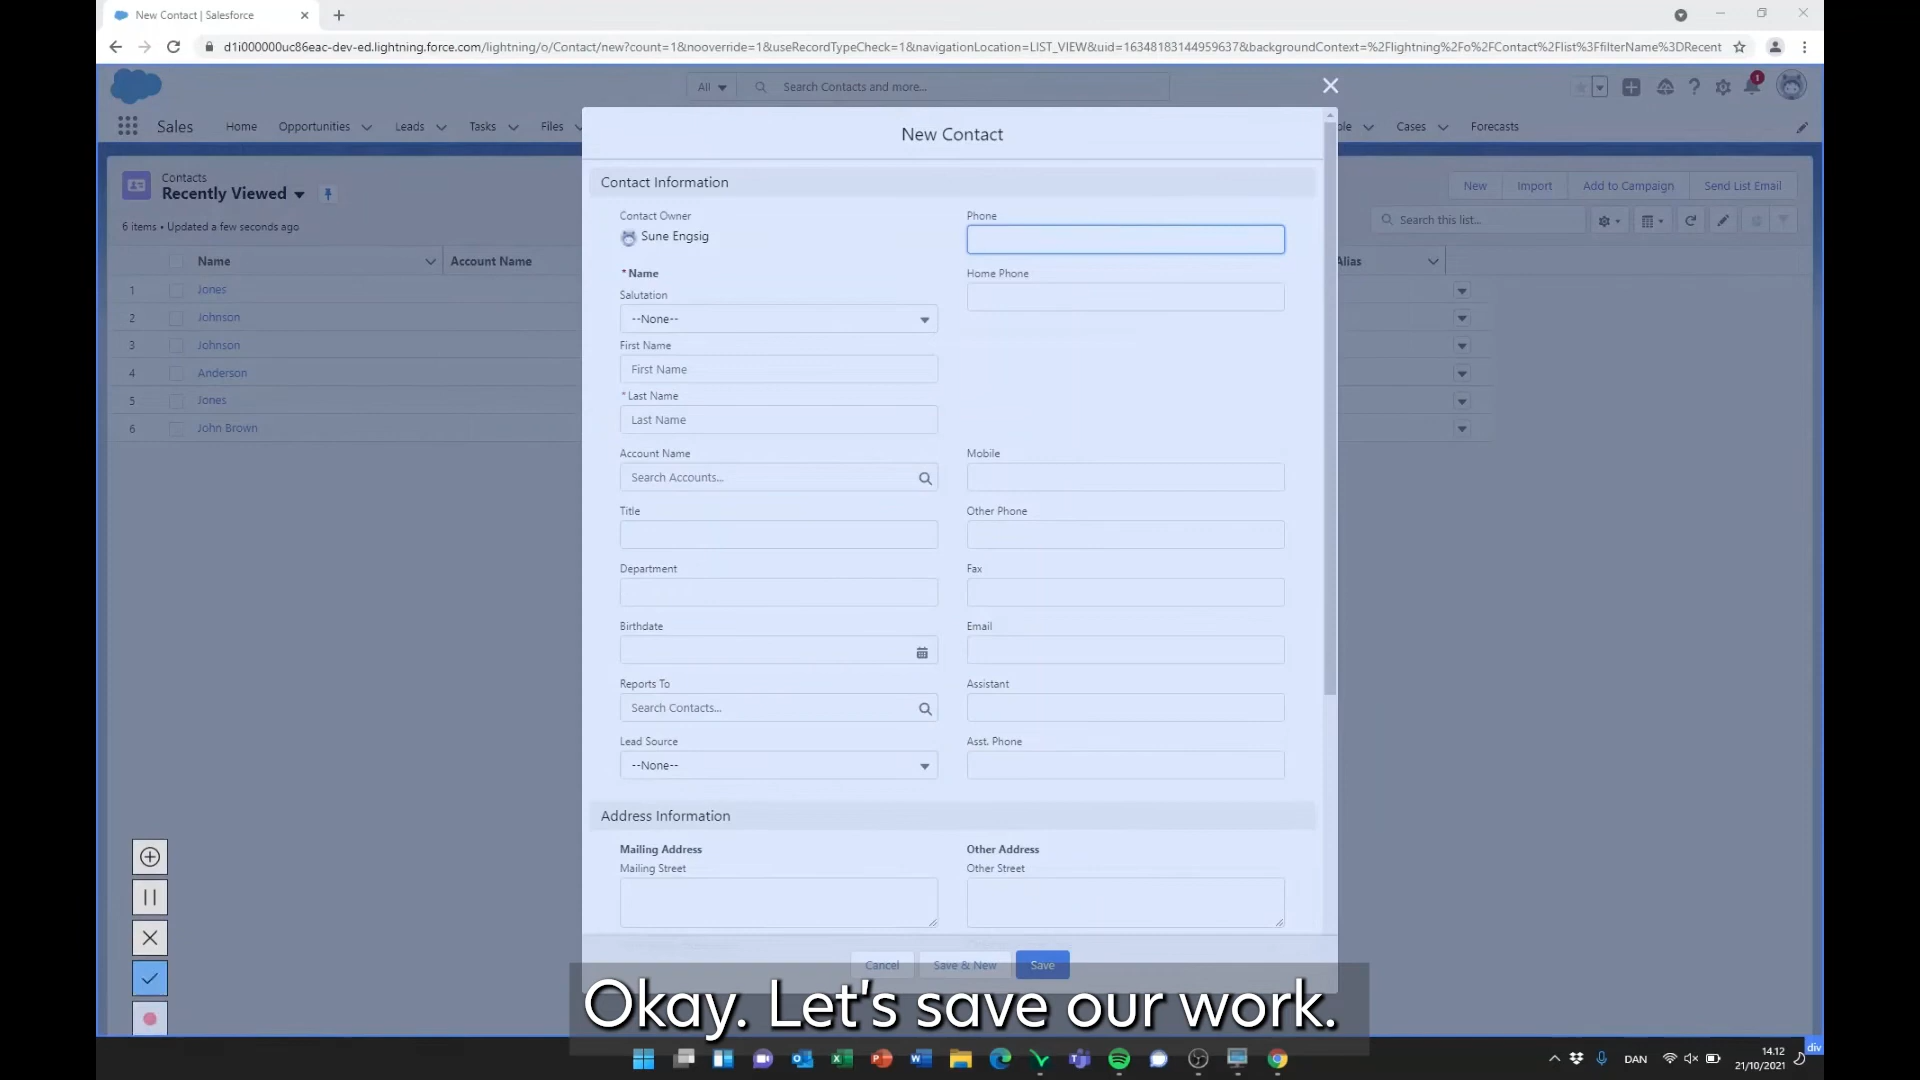 New Contact | Salesforce
d1i000000uc86eac-dev-ed.lightning.force.com/lightning/o/Contact/new?count=1&nooverride=1&useRecordTypeCheck=1&navigationLocation=LIST_VIEW&uid=163481831449596378&backgroundContext=%2Flightning%2Fo%2FContact%2Flist%3FfilterName%3DRecent
All
Search Contacts and more...
1
Sales
Home
Opportunities
Leads
Tasks
Files
Cases
Forecasts
Contacts
Recently Viewed
6 items • Updated a few seconds ago
New
Import
Add to Campaign
Send List Email
Search this list...
Name
Account Name
Alias
1 Jones
2 Johnson
3 Johnson
4 Anderson
5 Jones
6 John Brown
New Contact
Contact Information
Contact Owner
Sune Engsig
Phone
* Name
Home Phone
Salutation
--None--
First Name
First Name
* Last Name
Last Name
Account Name
Search Accounts...
Mobile
Title
Other Phone
Department
Fax
Birthdate
Email
Reports To
Search Contacts...
Assistant
Lead Source
--None--
Asst. Phone
Address Information
Mailing Address
Mailing Street
Other Address
Other Street
Cancel
Save & New
Save
Okay. Let's save our work.
DAN
14.12
21/10/2021
div